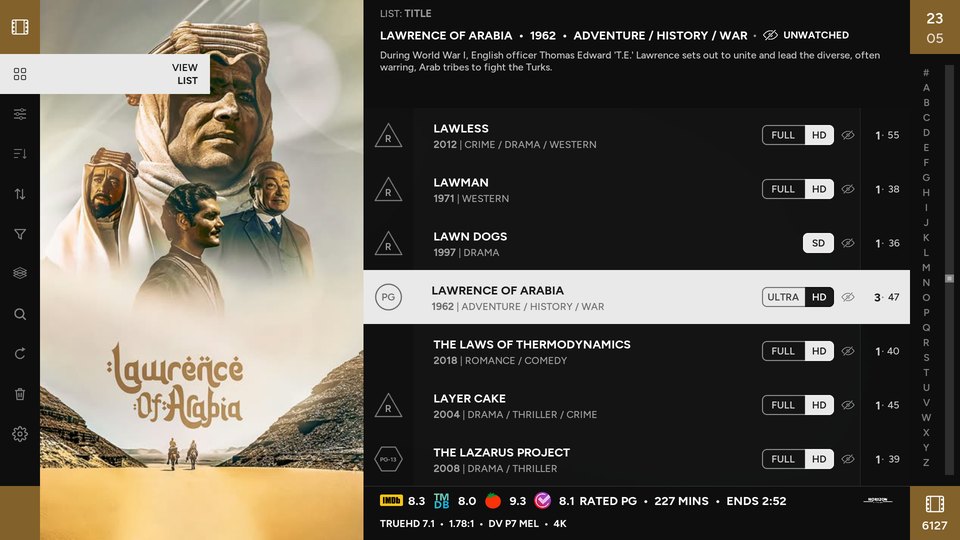 LIST: TITLE
LAWRENCE OF ARABIA • 1962 • ADVENTURE / HISTORY / WAR • UNWATCHED
During World War I, English officer Thomas Edward 'T.E.' Lawrence sets out to unite and lead the diverse, often
warring, Arab tribes to fight the Turks.
23
05
VIEW
LIST
R
LAWLESS
2012 | CRIME / DRAMA / WESTERN
FULL HD
1· 55
R
LAWMAN
1971 | WESTERN
FULL HD
1· 38
R
LAWN DOGS
1997 | DRAMA
SD
1· 36
PG
LAWRENCE OF ARABIA
1962 | ADVENTURE / HISTORY / WAR
ULTRA HD
3· 47
THE LAWS OF THERMODYNAMICS
2018 | ROMANCE / COMEDY
FULL HD
1· 40
R
LAYER CAKE
2004 | DRAMA / THRILLER / CRIME
FULL HD
1· 45
PG-13
THE LAZARUS PROJECT
2008 | DRAMA / THRILLER
FULL HD
1· 39
#
A
B
C
D
E
F
G
H
I
J
K
L
M
N
O
P
Q
R
S
T
U
V
W
X
Y
Z
Lawrence
Of Arabia
IMDb 8.3 TMDB 8.0 9.3 8.1 RATED PG • 227 MINS • ENDS 2:52
HORIZON
TRUEHD 7.1 • 1.78:1 • DV P7 MEL • 4K
6127